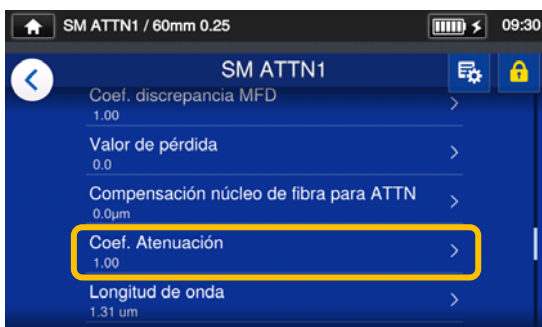 SM ATTN1 / 60mm 0.25
09:30
SM ATTN1
Coef. discrepancia MFD
1.00
Valor de pérdida
0.0
Compensación núcleo de fibra para ATTN
0.0µm
Coef. Atenuación
1.00
Longitud de onda
1.31 um